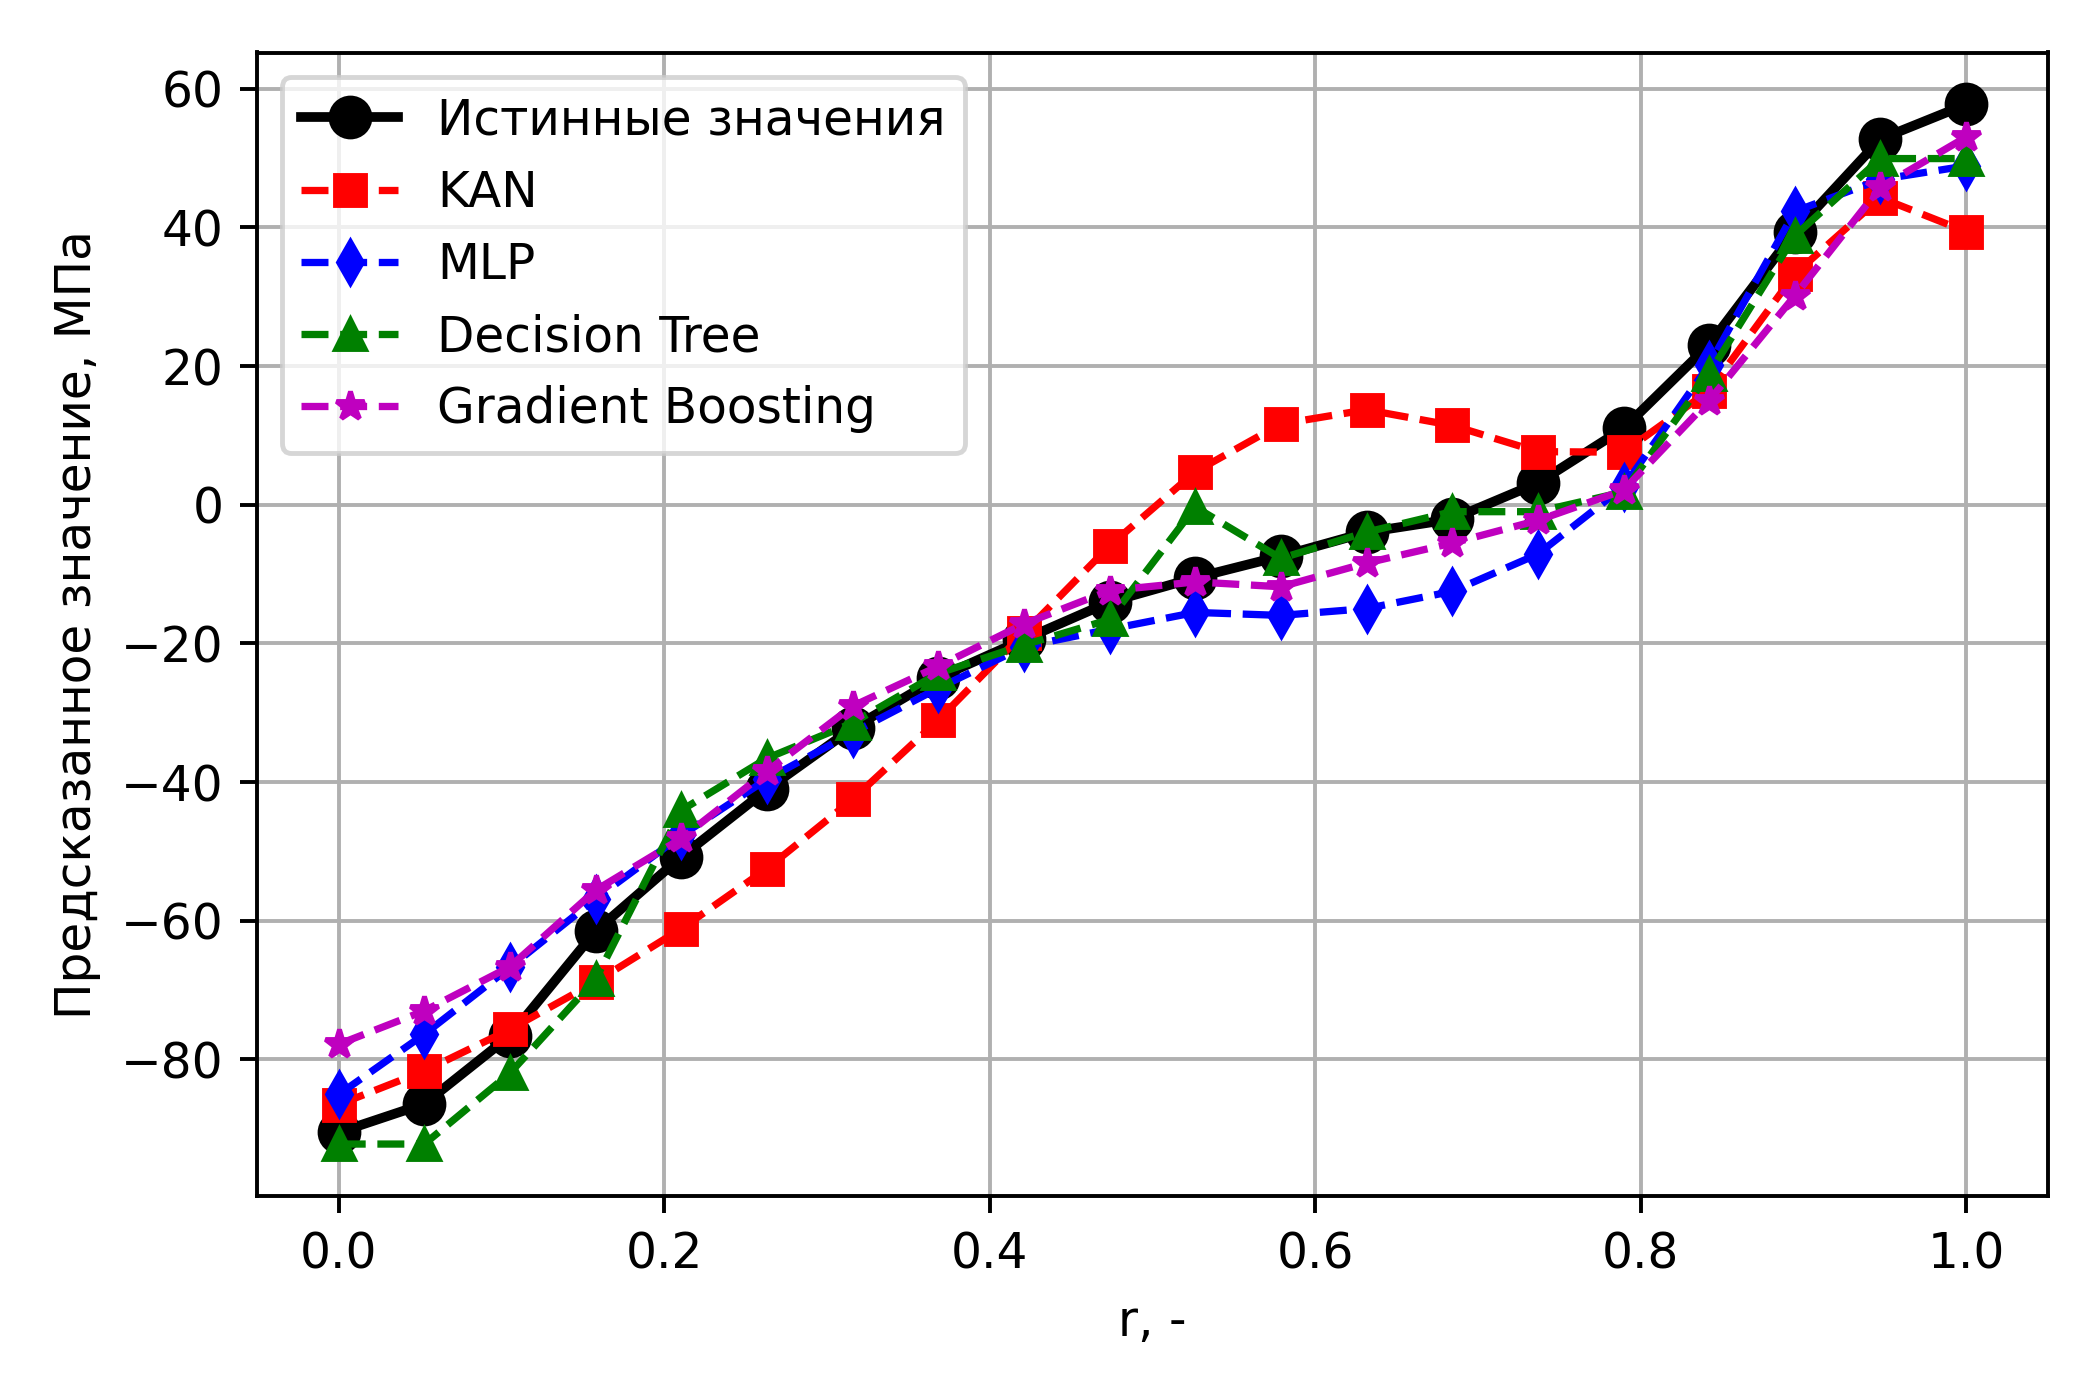 Предсказанное значение, МПа
60
40
20
0
−20
−40
−60
−80
Истинные значения
KAN
MLP
Decision Tree
Gradient Boosting
0.0 0.2 0.4 0.6 0.8 1.0
r, -